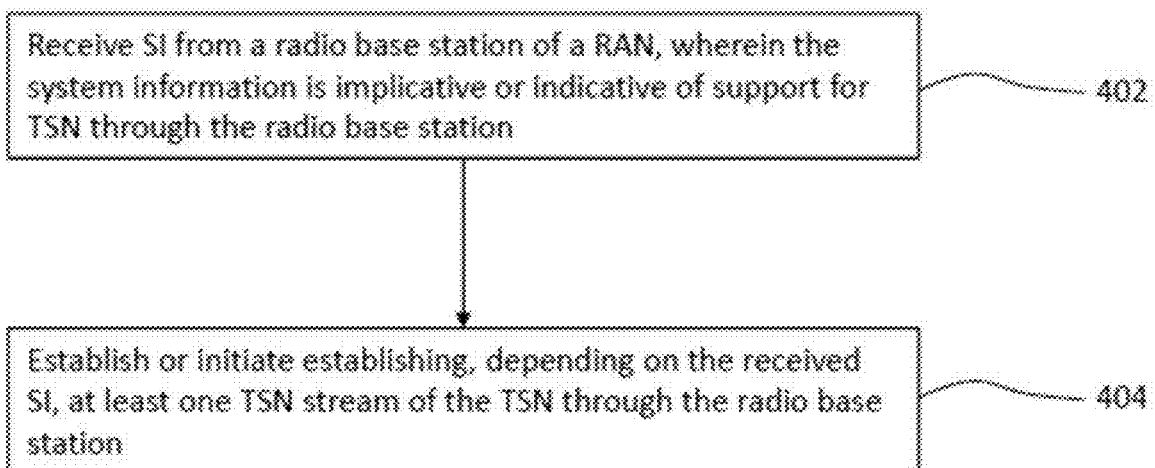 Receive SI from a radio base station of a RAN, wherein the
system information is implicative or indicative of support for
TSN through the radio base station
402
Establish or initiate establishing, depending on the received
SI, at least one TSN stream of the TSN through the radio base
station
404